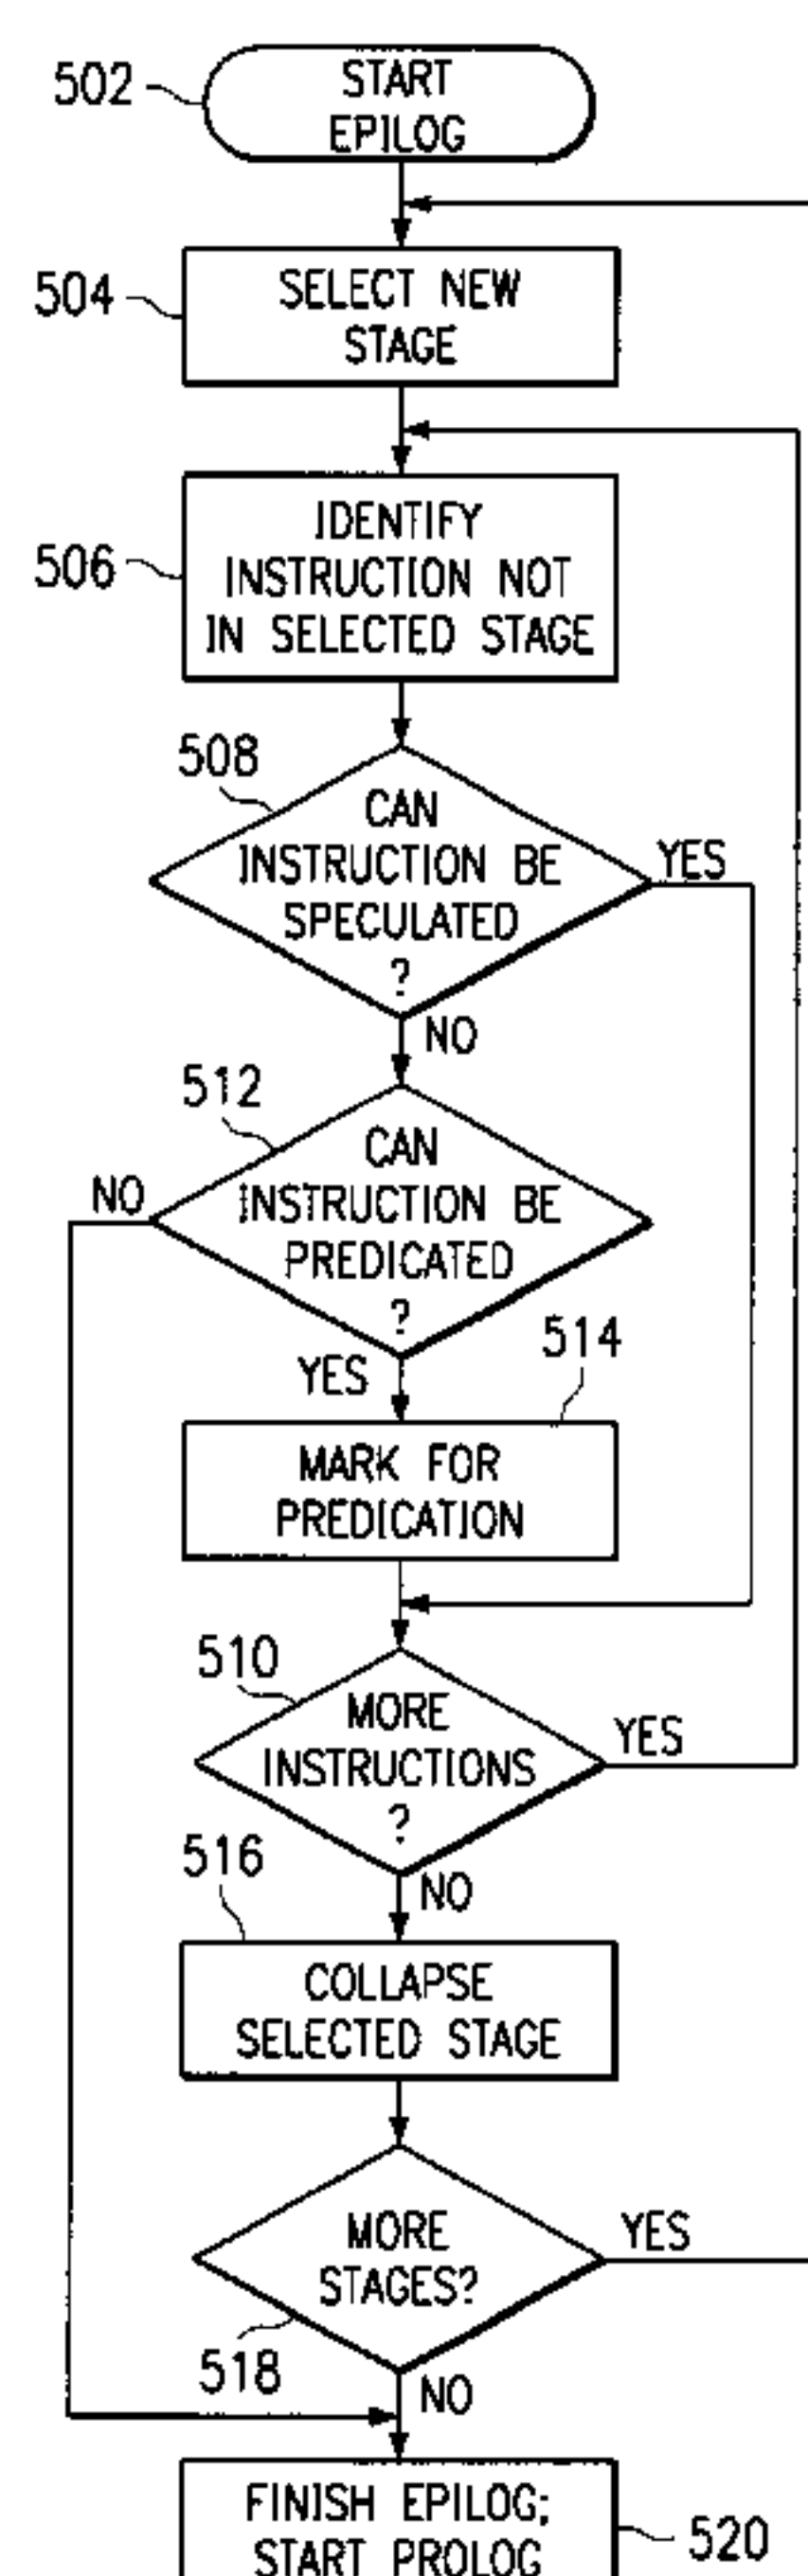 502
START
EPILOG
504
SELECT NEW
STAGE
506
IDENTIFY
INSTRUCTION NOT
IN SELECTED STAGE
508
CAN
INSTRUCTION BE
SPECULATED
?
YES
NO
512
CAN
INSTRUCTION BE
PREDICATED
?
NO
YES
514
MARK FOR
PREDICATION
510
MORE
INSTRUCTIONS
?
YES
NO
516
COLLAPSE
SELECTED STAGE
MORE
STAGES?
YES
518
NO
FINISH EPILOG;
START PROLOG
520